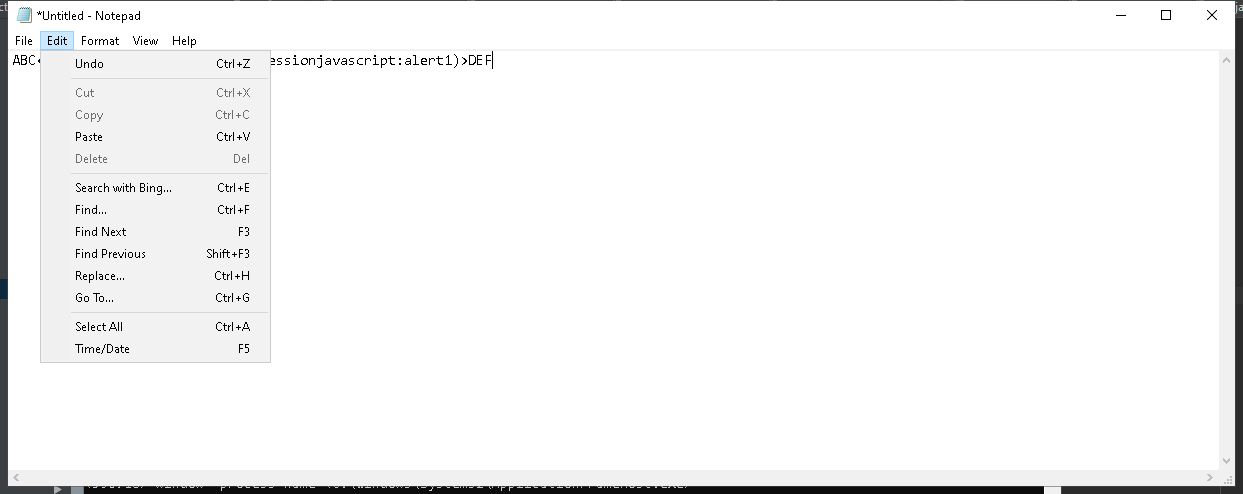 *Untitled - Notepad
File Edit Format View Help
ABC essionjavascript:alert1)>DEF
Undo Ctrl+Z
Cut Ctrl+X
Copy Ctrl+C
Paste Ctrl+V
Delete Del
Search with Bing... Ctrl+E
Find... Ctrl+F
Find Next F3
Find Previous Shift+F3
Replace... Ctrl+H
Go To... Ctrl+G
Select All Ctrl+A
Time/Date F5